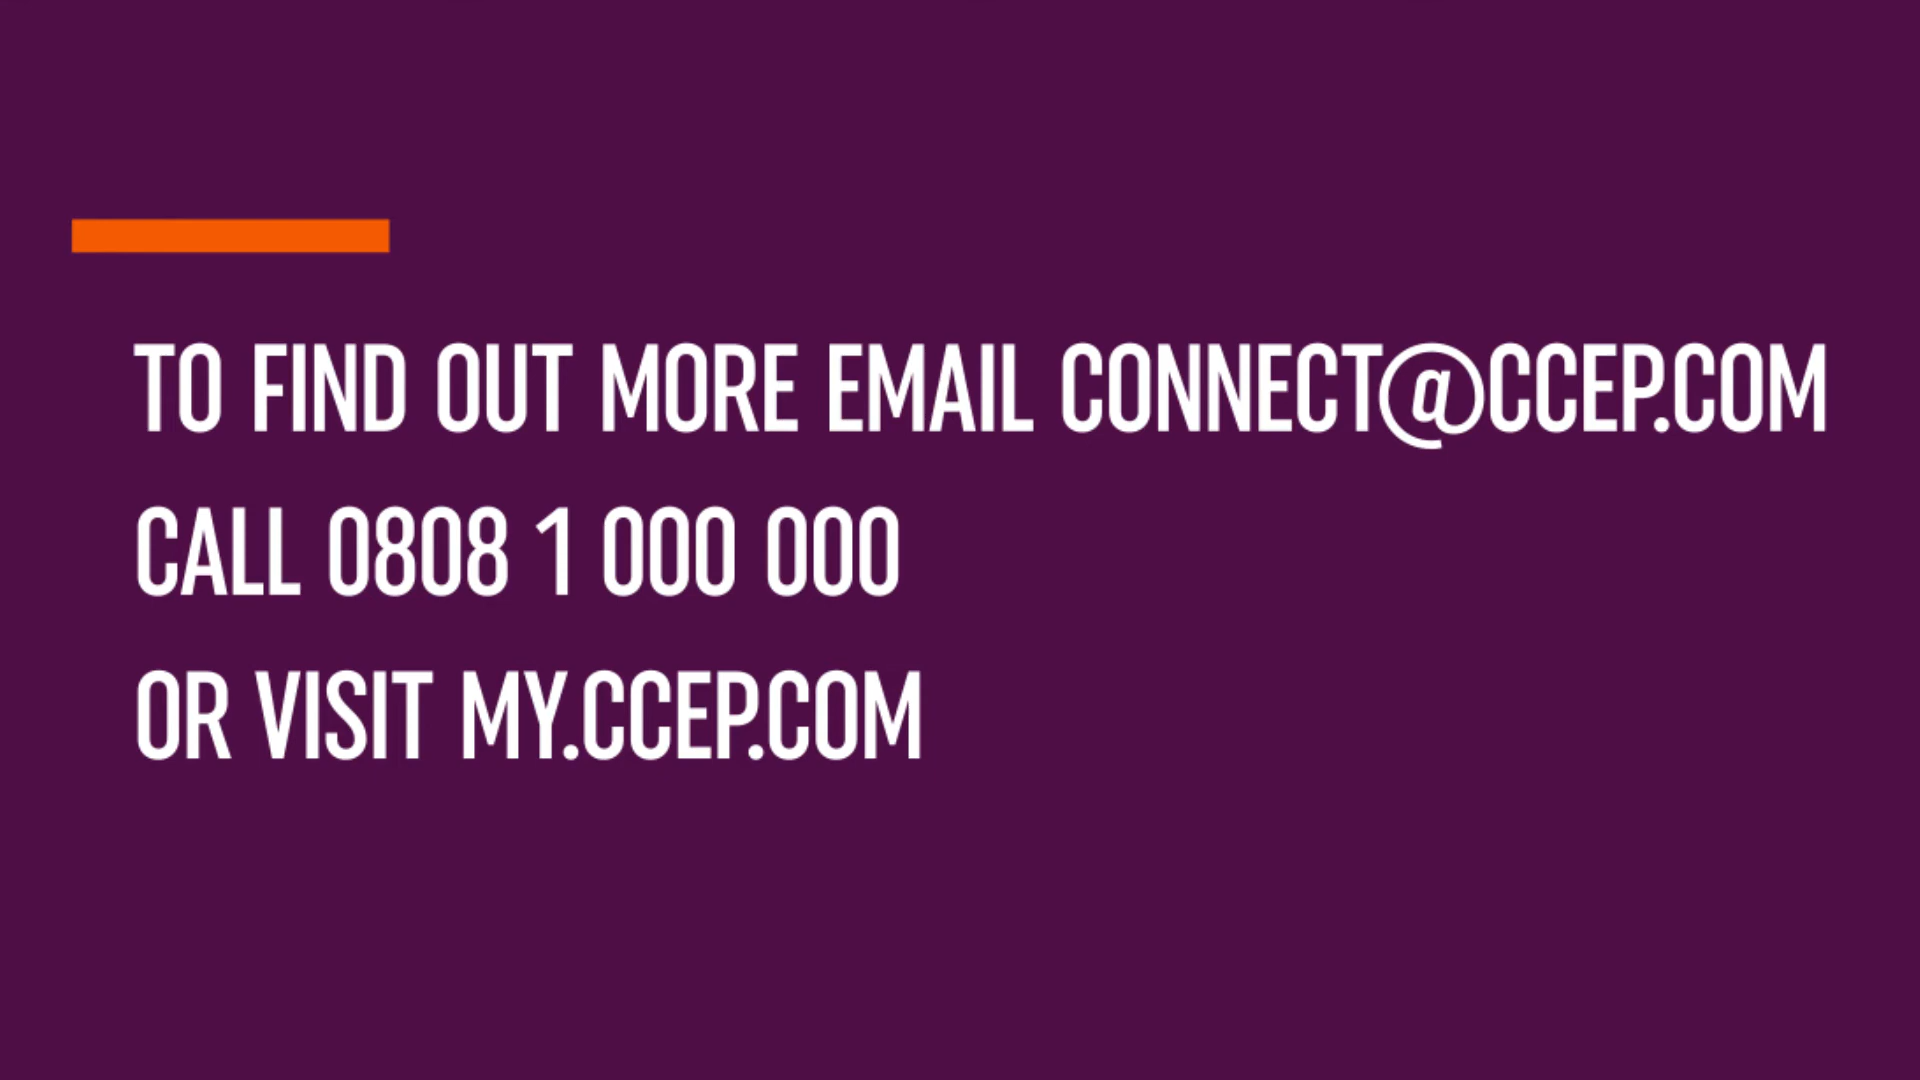 TO FIND OUT MORE EMAIL CONNECT@CCEP.COM
CALL 0808 1 000 000
OR VISIT MY.CCEP.COM